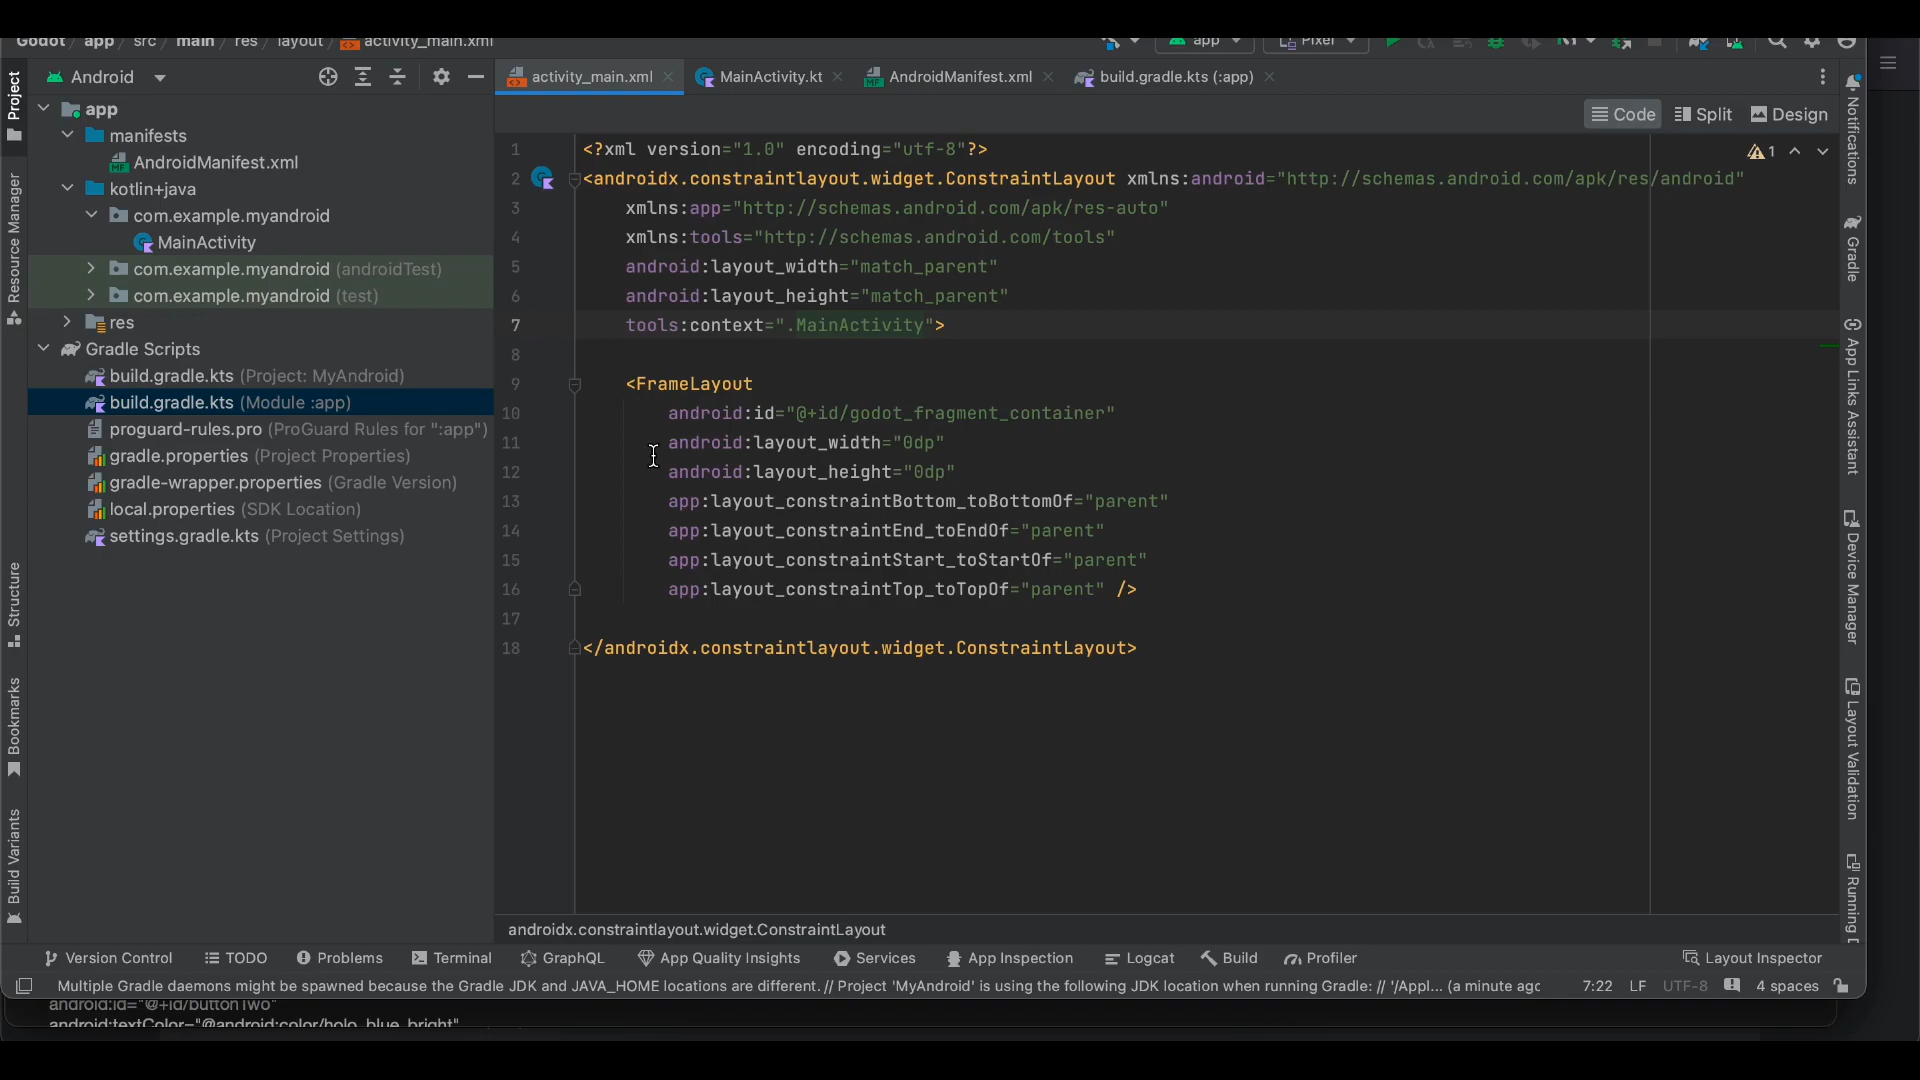 Godot / app / src / main / res / layout / activity_main.xml
app
Pixel
Android
activity_main.xml
MainActivity.kt
AndroidManifest.xml
build.gradle.kts (:app)
Code
Split
Design
Project
Resource Manager
Structure
Bookmarks
Build Variants
app
manifests
AndroidManifest.xml
kotlin+java
com.example.myandroid
MainActivity
com.example.myandroid (androidTest)
com.example.myandroid (test)
res
Gradle Scripts
build.gradle.kts (Project: MyAndroid)
build.gradle.kts (Module :app)
proguard-rules.pro (ProGuard Rules for ":app")
gradle.properties (Project Properties)
gradle-wrapper.properties (Gradle Version)
local.properties (SDK Location)
settings.gradle.kts (Project Settings)
1 <?xml version="1.0" encoding="utf-8"?>
1
2 <androidx.constraintlayout.widget.ConstraintLayout xmlns:android="http://schemas.android.com/apk/res/android"
3 xmlns:app="http://schemas.android.com/apk/res-auto"
4 xmlns:tools="http://schemas.android.com/tools"
5 android:layout_width="match_parent"
6 android:layout_height="match_parent"
7 tools:context=".MainActivity">
8
9 <FrameLayout
10 android:id="@+id/godot_fragment_container"
11 android:layout_width="0dp"
12 android:layout_height="0dp"
13 app:layout_constraintBottom_toBottomOf="parent"
14 app:layout_constraintEnd_toEndOf="parent"
15 app:layout_constraintStart_toStartOf="parent"
16 app:layout_constraintTop_toTopOf="parent" />
17
18 </androidx.constraintlayout.widget.ConstraintLayout>
Notifications
Gradle
App Links Assistant
Device Manager
Layout Validation
Running
androidx.constraintlayout.widget.ConstraintLayout
Version Control
TODO
Problems
Terminal
GraphQL
App Quality Insights
Services
App Inspection
Logcat
Build
Profiler
Layout Inspector
Multiple Gradle daemons might be spawned because the Gradle JDK and JAVA_HOME locations are different. // Project 'MyAndroid' is using the following JDK location when running Gradle: // '/Appl... (a minute agc
7:22 LF UTF-8 4 spaces
android:id="@+id/buttonTwo"
android:textColor="@android:color/holo_blue_bright"